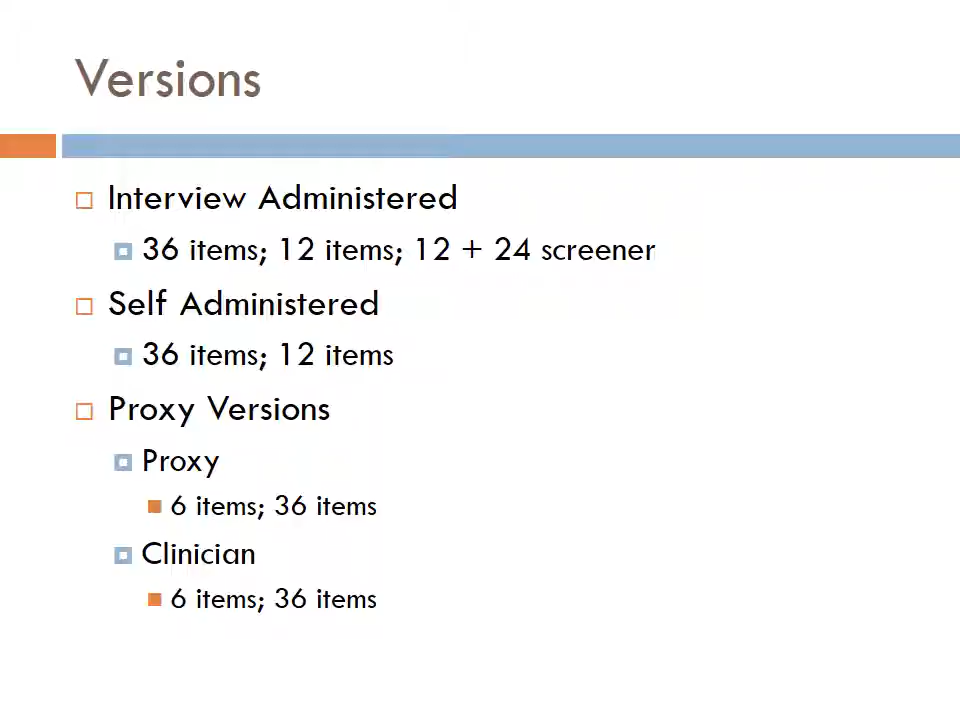 Versions
Interview Administered
36 items; 12 items; 12 + 24 screener
Self Administered
36 items; 12 items
Proxy Versions
Proxy
6 items; 36 items
Clinician
6 items; 36 items